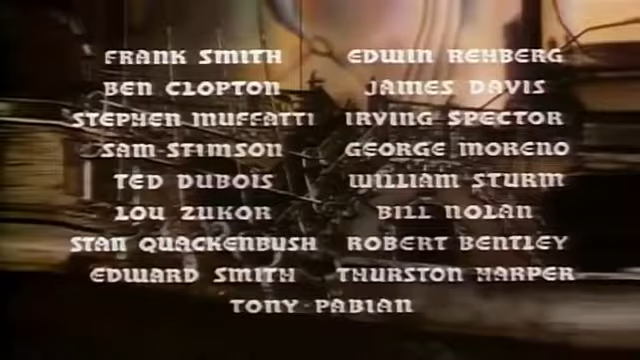 FRANK SMITH EDWIN REHBERG
BEN CLOPTON JAMES DAVIS
STEPHEN MUFFATTI IRVING SPECTOR
SAM STIMSON GEORGE MORENO
TED DUBOIS WILLIAM STURM
LOU ZUKOR BILL NOLAN
STAN QUACKENBUSH ROBERT BENTLEY
EDWARD SMITH THURSTON HARPER
TONY PABIAN